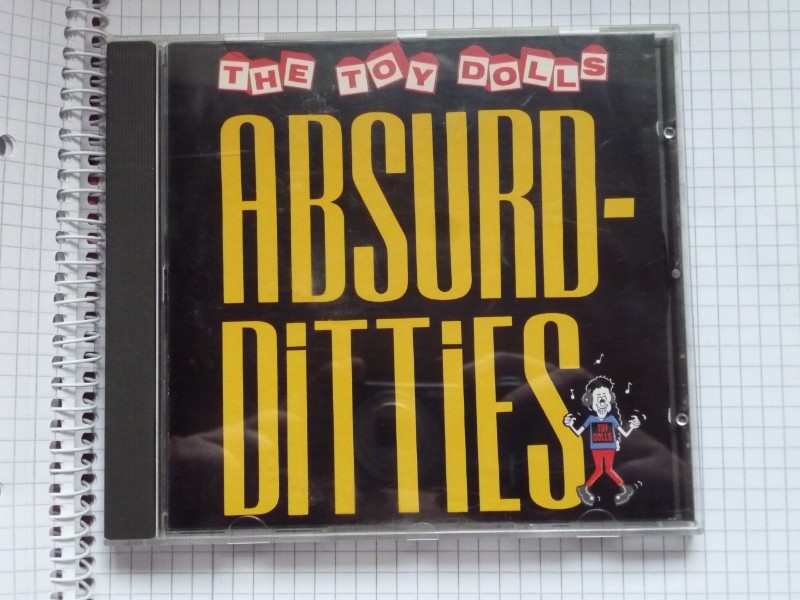 THE TOY DOLLS
ABSURD-
DiTTiES
TOY
DOLLS